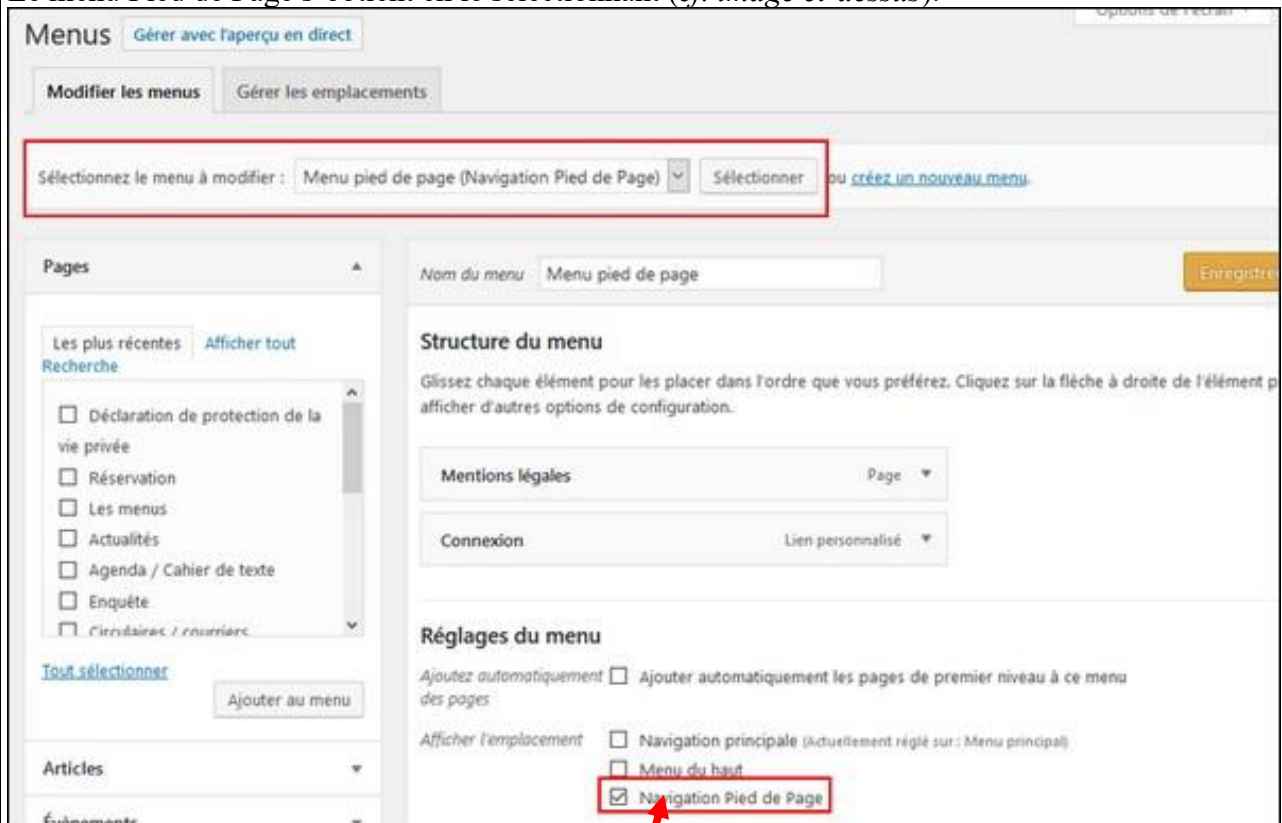 Menus Gérer avec l'aperçu en direct
Modifier les menus Gérer les emplacements
Sélectionnez le menu à modifier : Menu pied de page (Navigation Pied de Page) Sélectionner ou créez un nouveau menu.
Pages
Nom du menu Menu pied de page
Les plus récentes Afficher tout
Recherche
Déclaration de protection de la
vie privée
Réservation
Les menus
Actualités
Agenda / Cahier de texte
Enquête
Circulaires / courriers
Tout sélectionner
Ajouter au menu
Articles
Évènements
Structure du menu
Glissez chaque élément pour les placer dans l'ordre que vous préférez. Cliquez sur la flèche à droite de l'élément p
afficher d'autres options de configuration.
Mentions légales Page
Connexion Lien personnalisé
Réglages du menu
Ajoutez automatiquement des pages
Ajouter automatiquement les pages de premier niveau à ce menu
Afficher l'emplacement
Navigation principale (Actuellement réglé sur : Menu principal)
Menu du haut
Navigation Pied de Page